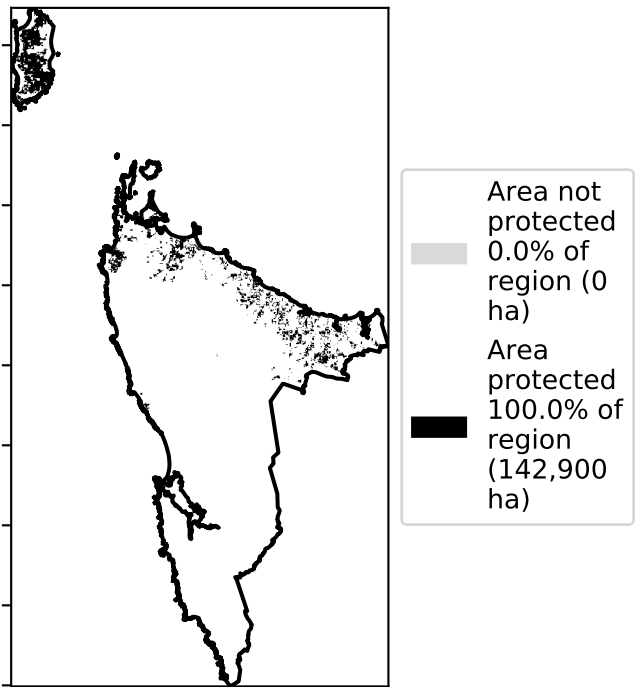 Area not
protected
0.0% of
region (0
ha)
Area
protected
100.0% of
region
(142,900
ha)